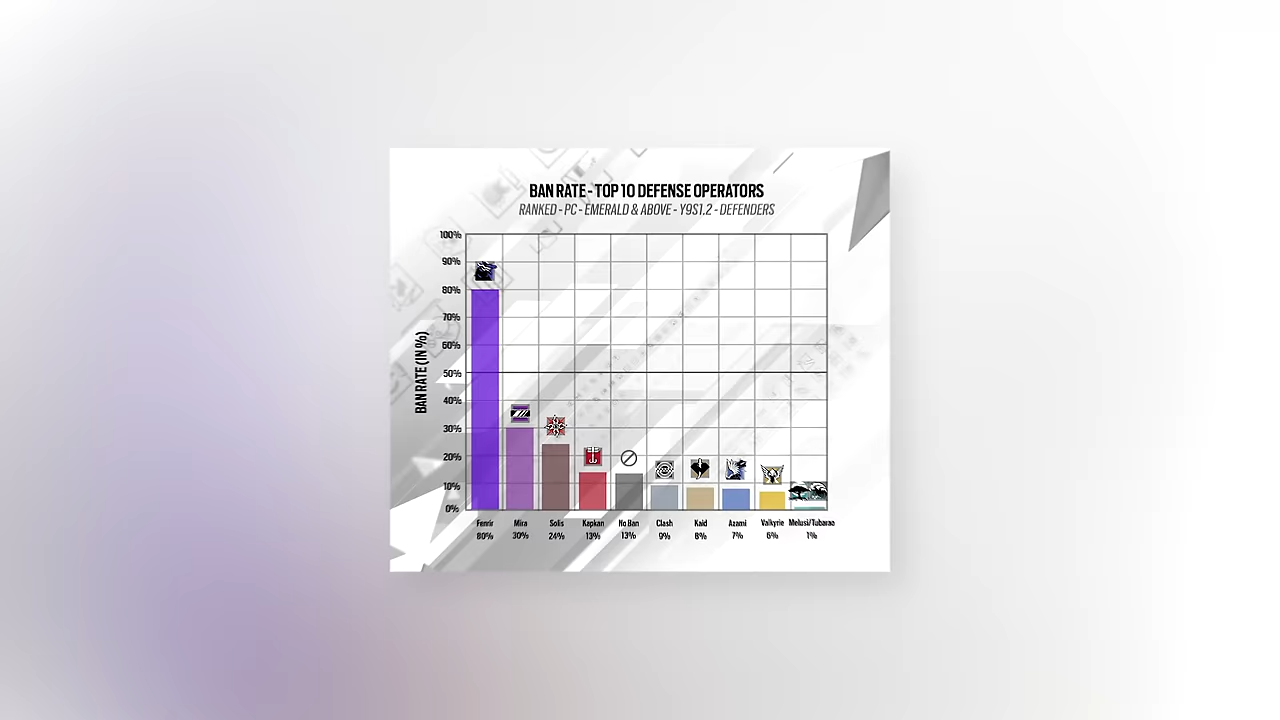 BAN RATE - TOP 10 DEFENSE OPERATORS
RANKED - PC - EMERALD & ABOVE - Y9S1.2 - DEFENDERS
BAN RATE (IN %)
100%
90%
80%
70%
60%
50%
40%
30%
20%
10%
0%
Fenrir Mira Solis Kapkan No Ban Clash Kaid Azami Valkyrie Melusi/Tubarao
80% 30% 24% 13% 13% 9% 8% 7% 6% 1%